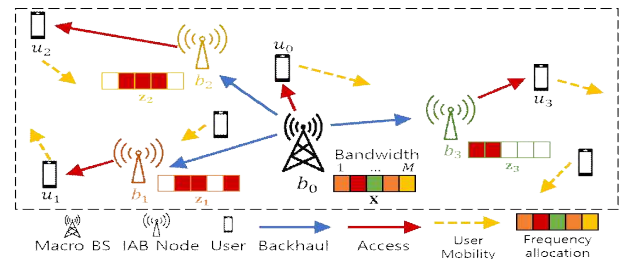 u₂
u₀
b₂
z₂
u₃
b₃
z₃
Bandwidth
1 ... M
b₀
x
u₁
b₁
z₁
Macro BS IAB Node User Backhaul Access User Mobility Frequency allocation